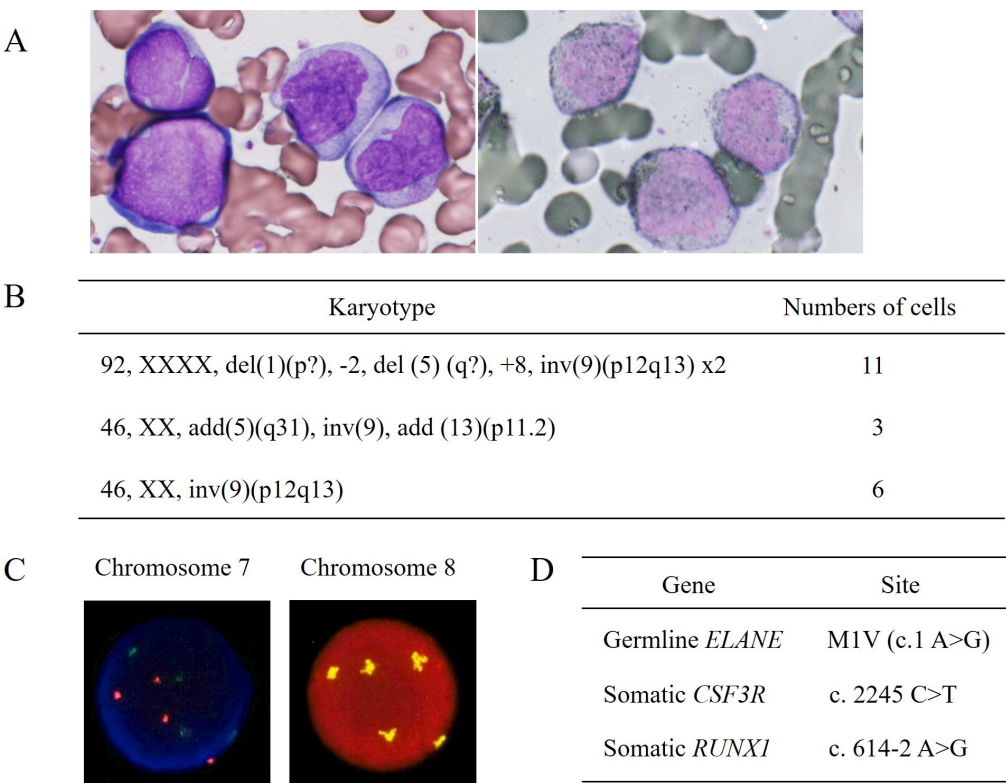 A
B
Karyotype Numbers of cells
92, XXXX, del(1)(p?), -2, del (5) (q?), +8, inv(9)(p12q13) x2 11
46, XX, add(5)(q31), inv(9), add (13)(p11.2) 3
46, XX, inv(9)(p12q13) 6
C Chromosome 7 Chromosome 8
D
Gene Site
Germline ELANE M1V (c.1 A>G)
Somatic CSF3R c. 2245 C>T
Somatic RUNX1 c. 614-2 A>G